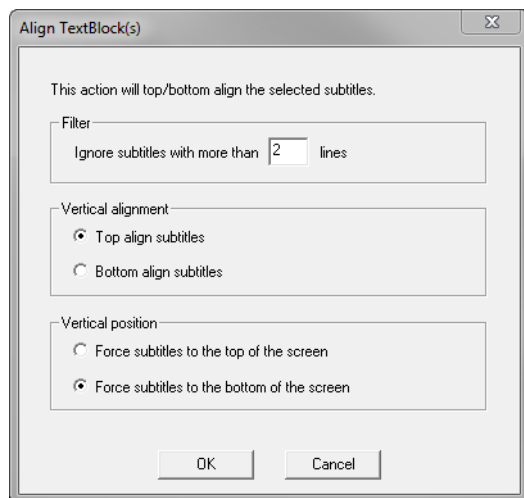 Align TextBlock(s)
This action will top/bottom align the selected subtitles.
Filter
Ignore subtitles with more than 2 lines
Vertical alignment
Top align subtitles
Bottom align subtitles
Vertical position
Force subtitles to the top of the screen
Force subtitles to the bottom of the screen
OK Cancel